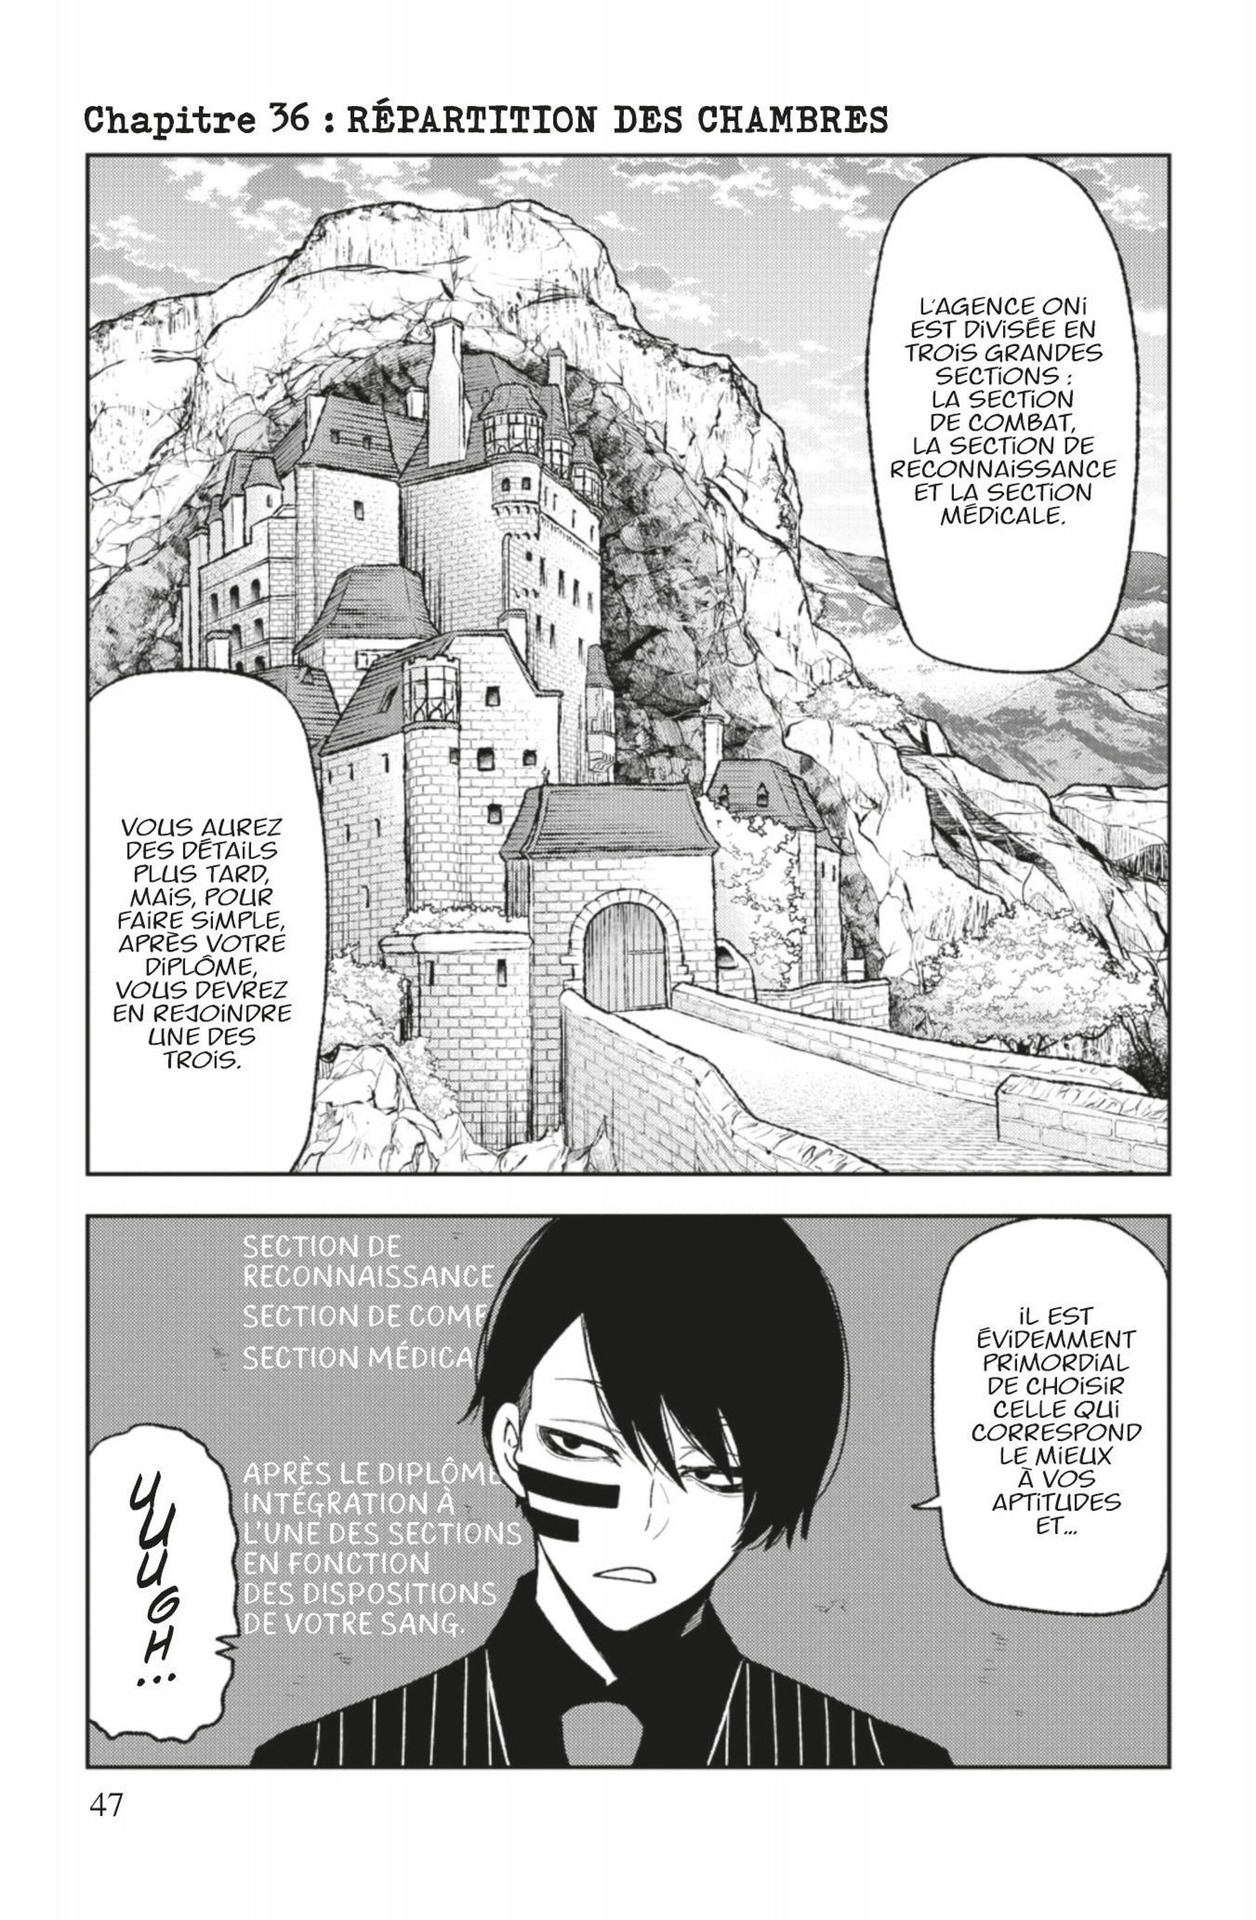 Chapitre 36 : RÉPARTITION DES CHAMBRES
L'AGENCE ONI
EST DIVISÉE EN
TROIS GRANDES
SECTIONS :
LA SECTION
DE COMBAT,
LA SECTION DE
RECONNAISSANCE
ET LA SECTION
MÉDICALE.
VOUS AUREZ
DES DÉTAILS
PLUS TARD,
MAIS, POUR
FAIRE SIMPLE,
APRÈS VOTRE
DIPLÔME,
VOUS DEVREZ
EN REJOINDRE
UNE DES
TROIS.
IL EST
ÉVIDEMMENT
PRIMORDIAL
DE CHOISIR
CELLE QUI
CORRESPOND
LE MIEUX
À VOS
APTITUDES
ET...
SECTION DE
RECONNAISSANCE
SECTION DE COM
SECTION MÉDICA
APRÈS LE DIPLÔME
INTÉGRATION À
L'UNE DES SECTIONS
EN FONCTION
DES DISPOSITIONS
DE VOTRE SANG.
YUUGH...
47